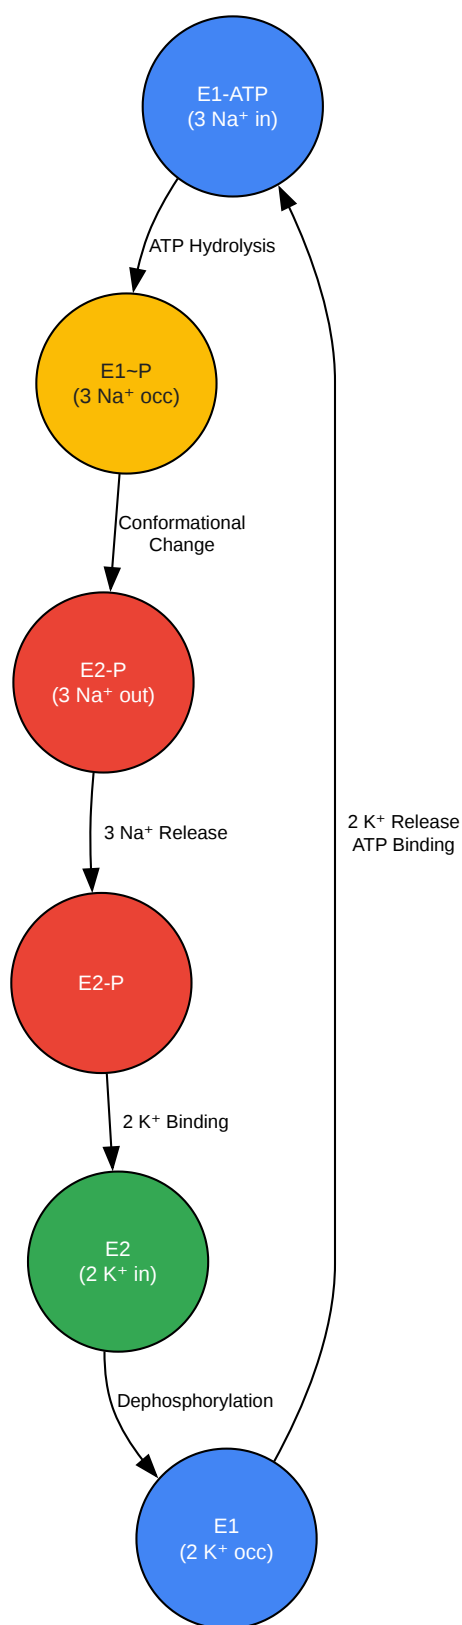 E1-ATP
(3 Na⁺ in)
ATP Hydrolysis
E1~P
(3 Na⁺ occ)
Conformational
Change
E2-P
(3 Na⁺ out)
3 Na⁺ Release
2 K⁺ Release
ATP Binding
E2-P
2 K⁺ Binding
E2
(2 K⁺ in)
Dephosphorylation
E1
(2 K⁺ occ)